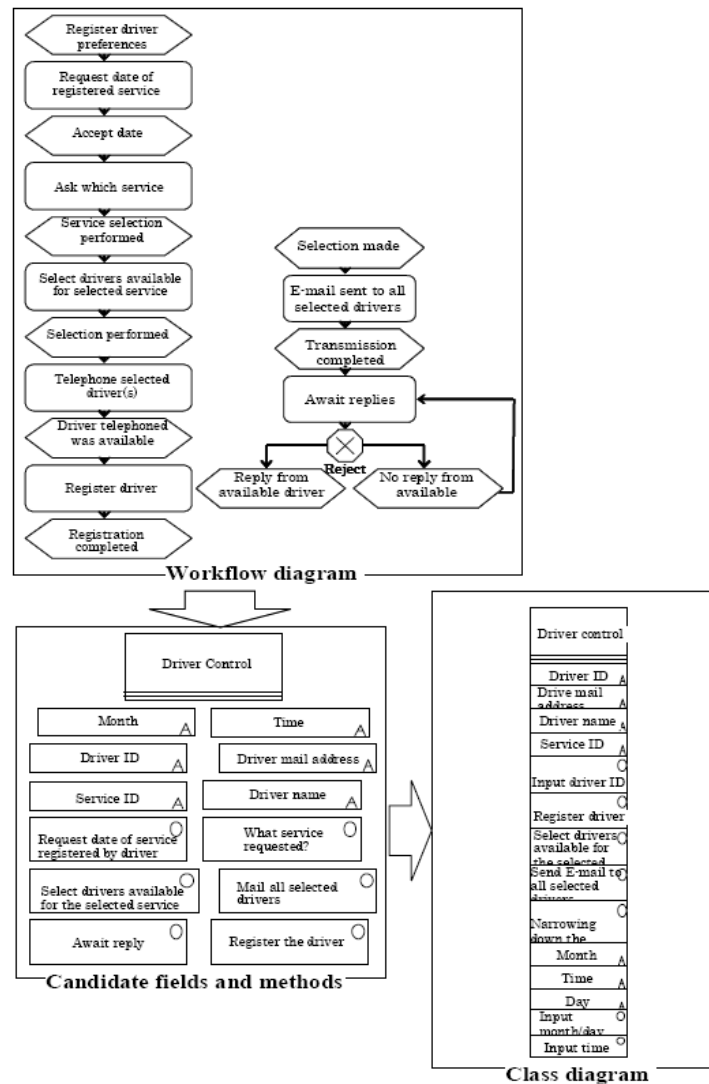 Register driver
preferences
Request date of
registered service
Accept date
Ask which service
Service selection
performed
Select drivers available
for selected service
Selection performed
Telephone selected
driver(s)
Driver telephoned
was available
Register driver
Registration
completed
Selection made
E-mail sent to all
selected drivers
Transmission
completed
Await replies
Reject
Reply from
available driver
No reply from
available
Workflow diagram
Driver Control
Month
A
Time
A
Driver ID
A
Driver mail address
A
Service ID
A
Driver name
A
Request date of service
registered by driver
What service
requested?
Select drivers available
for the selected service
Mail all selected
drivers
Await reply
Register the driver
Candidate fields and methods
Driver control
Driver ID
A
Drive mail
address
A
Driver name
A
Service ID
A
Input driver ID
Register driver
Select drivers
available for
the selected
Send E-mail to
all selected
drivers
Narrowing
down the
Month
A
Time
A
Day
A
Input
month/day
Input time
Class diagram